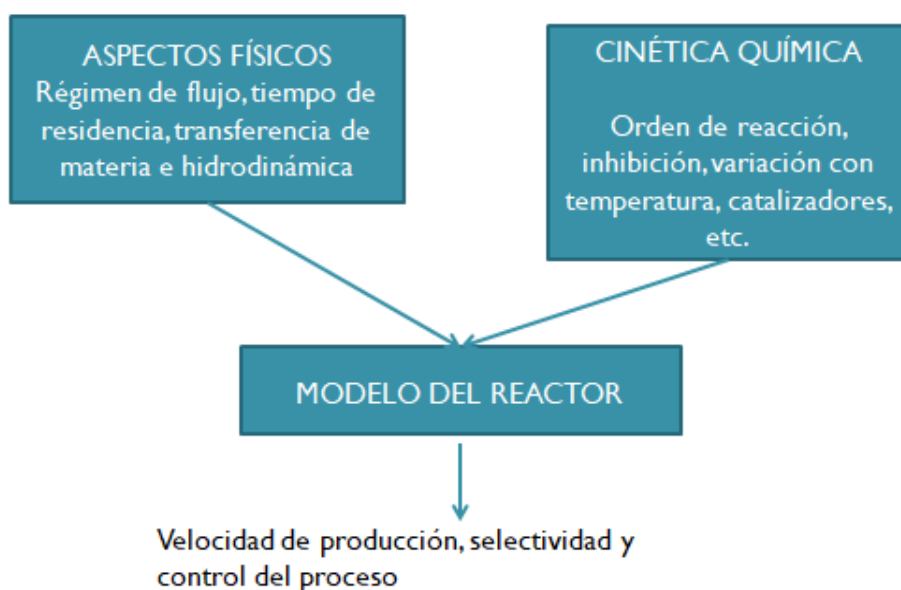 ASPECTOS FÍSICOS
Régimen de flujo, tiempo de
residencia, transferencia de
materia e hidrodinámica
CINÉTICA QUÍMICA
Orden de reacción,
inhibición, variación con
temperatura, catalizadores,
etc.
MODELO DEL REACTOR
Velocidad de producción, selectividad y
control del proceso